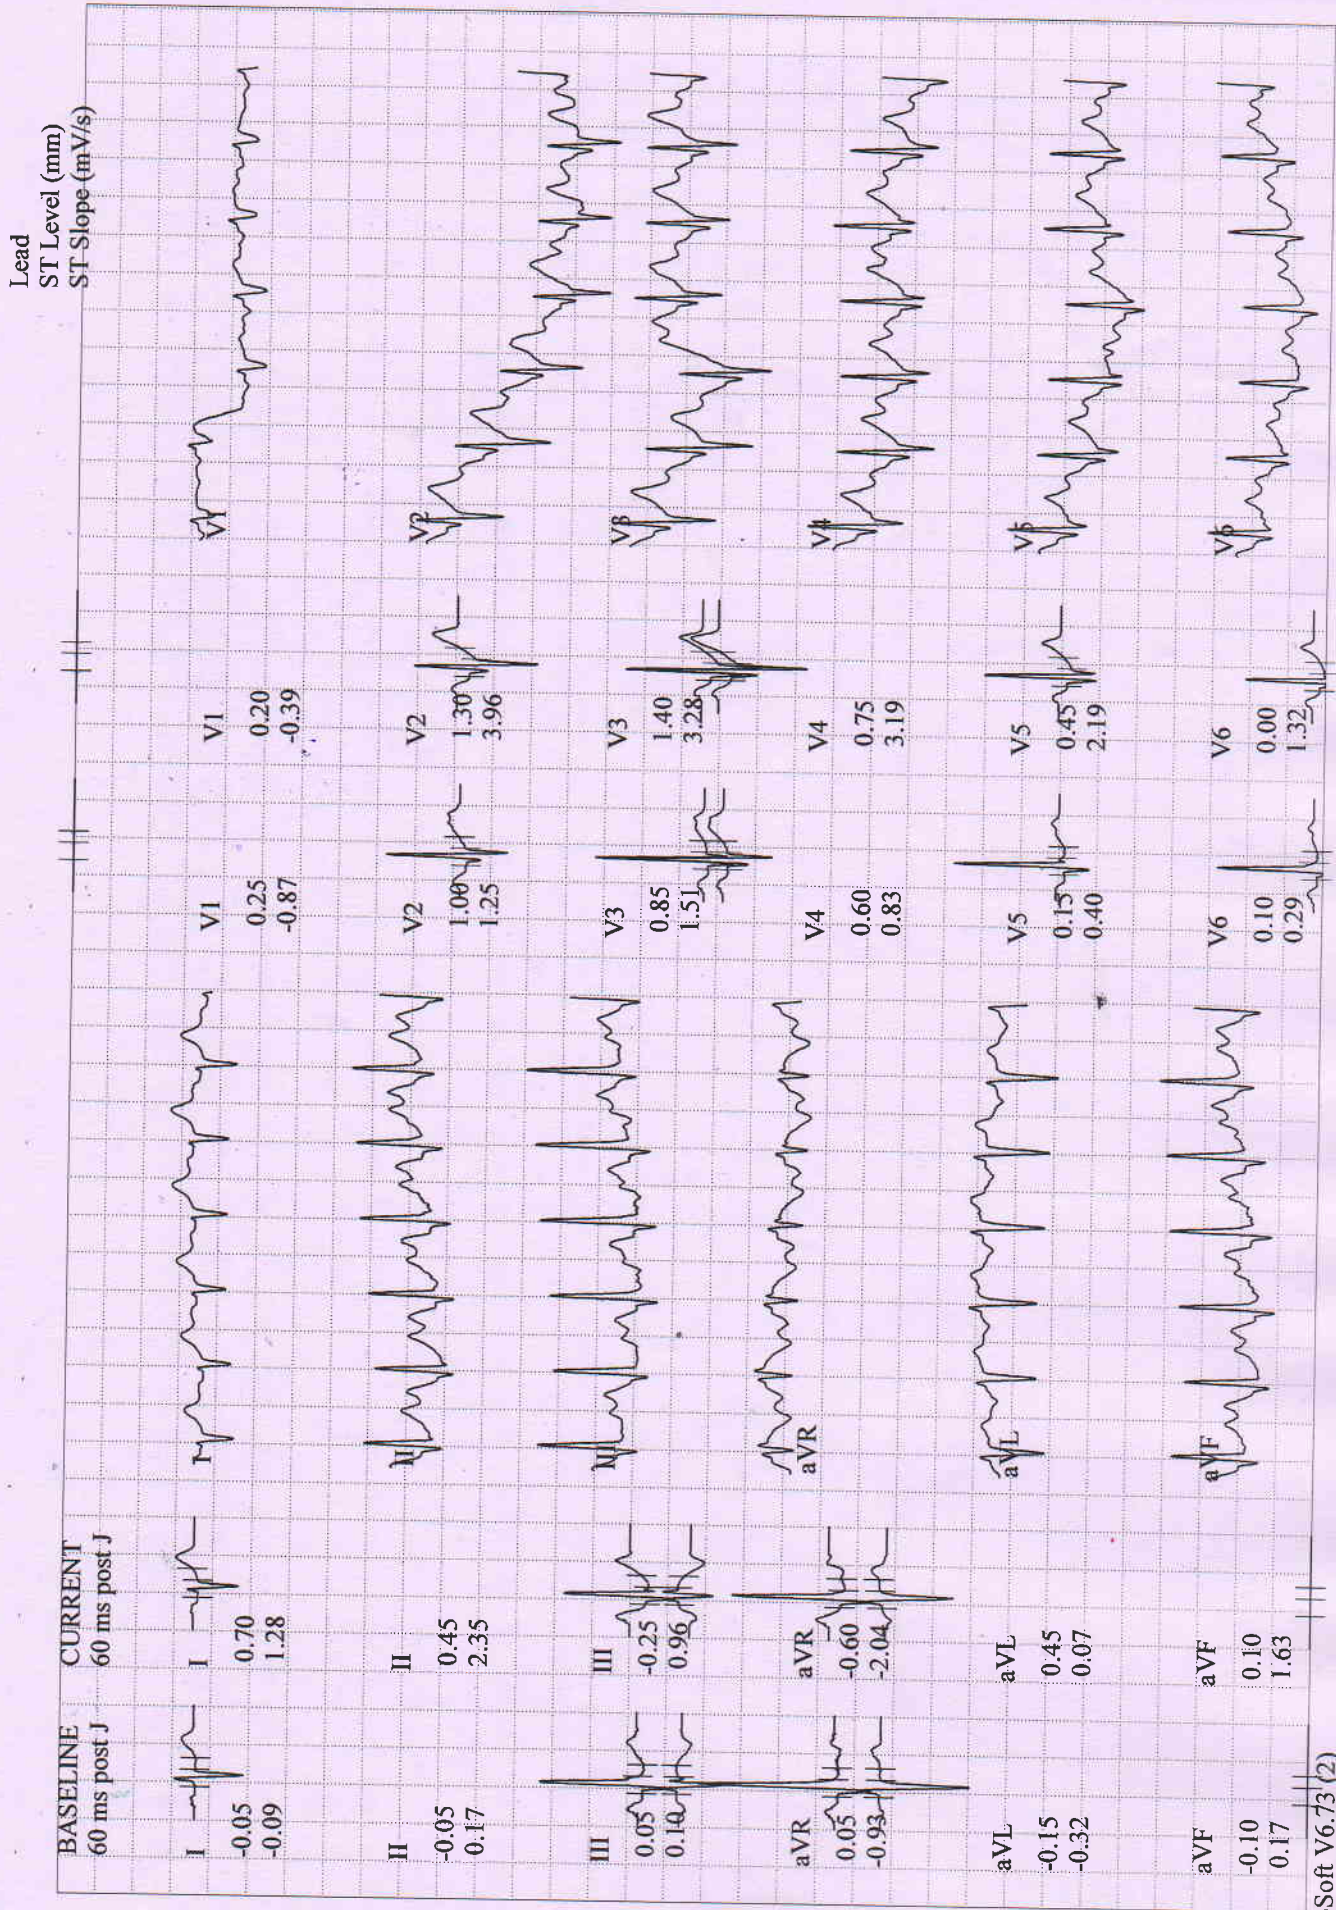 Lead
ST Level (mm)
ST Slope (mV/s)
BASELINE
60 ms post J
CURRENT
60 ms post J
I
-0.05
-0.09
I
0.70
1.28
I
V1
0.25
-0.87
V1
0.20
-0.39
V1
II
-0.05
0.17
II
0.45
2.35
II
V2
1.00
1.25
V2
1.30
3.96
V2
III
0.05
0.10
III
-0.25
0.96
III
V3
0.85
1.51
V3
1.40
3.28
V3
aVR
0.05
-0.93
aVR
-0.60
-2.04
aVR
V4
0.60
0.83
V4
0.75
3.19
V4
aVL
-0.15
-0.32
aVL
0.45
0.07
aVL
V5
0.15
0.40
V5
0.45
2.19
V5
aVF
-0.10
0.17
aVF
0.10
1.63
aVF
V6
0.10
0.29
V6
0.00
1.32
V6
Soft V6.73 (2)